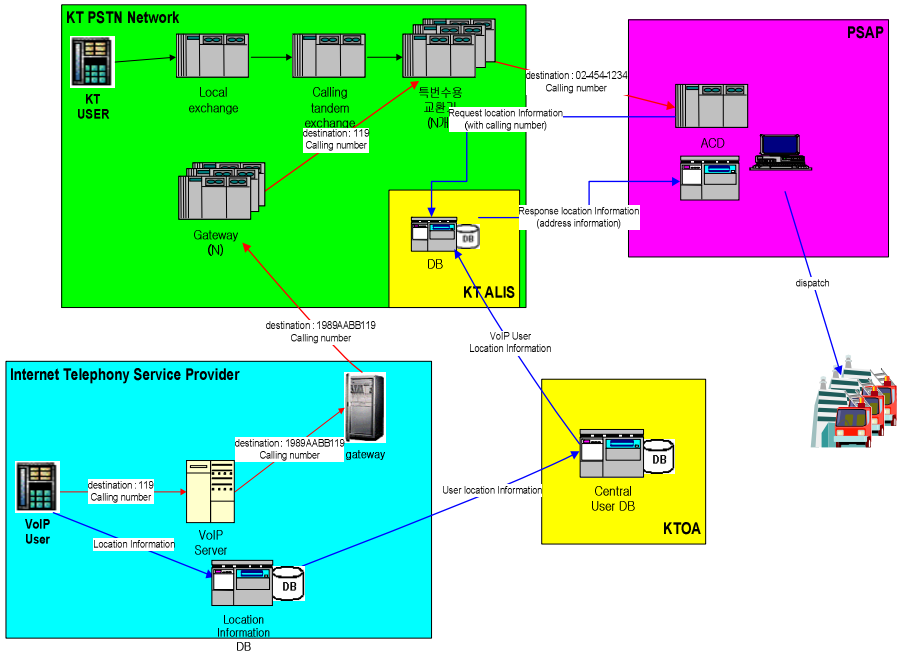 KT PSTN Network
PSAP
KT
USER
Local
exchange
Calling
tandem
exchange
특번수용
(N개
destination : 02-454-1234
Calling number
destination : 119
Calling number
Request location Information
(with calling number)
ACD
Gateway
(N)
DB
DB
KT ALIS
Response location Information
(address information)
dispatch
destination : 1989AABB119
Calling number
VoIP User
Location Information
Internet Telephony Service Provider
gateway
destination : 1989AABB119
Calling number
destination : 119
Calling number
VoIP
User
VoIP
Server
Location Information
User location Information
DB
Central
User DB
KTOA
DB
Location
Information
DB